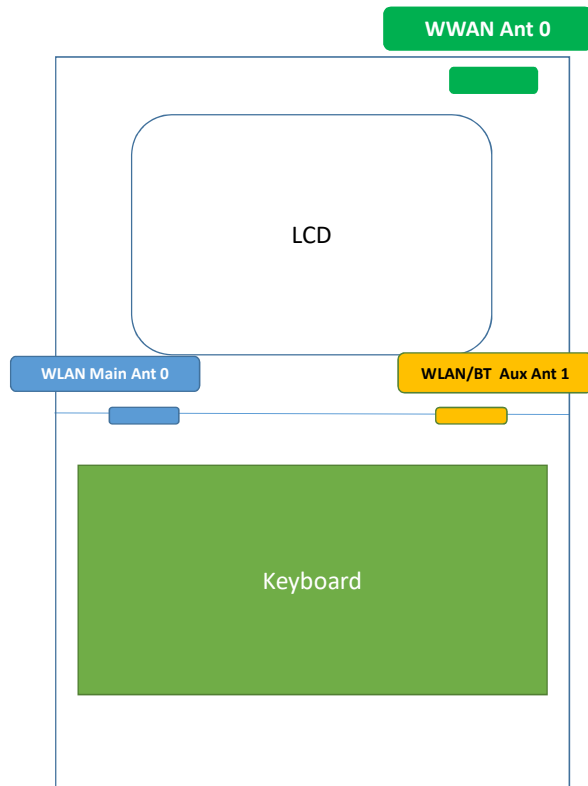 WWAN Ant 0
LCD
WLAN Main Ant 0
WLAN/BT Aux Ant 1
Keyboard